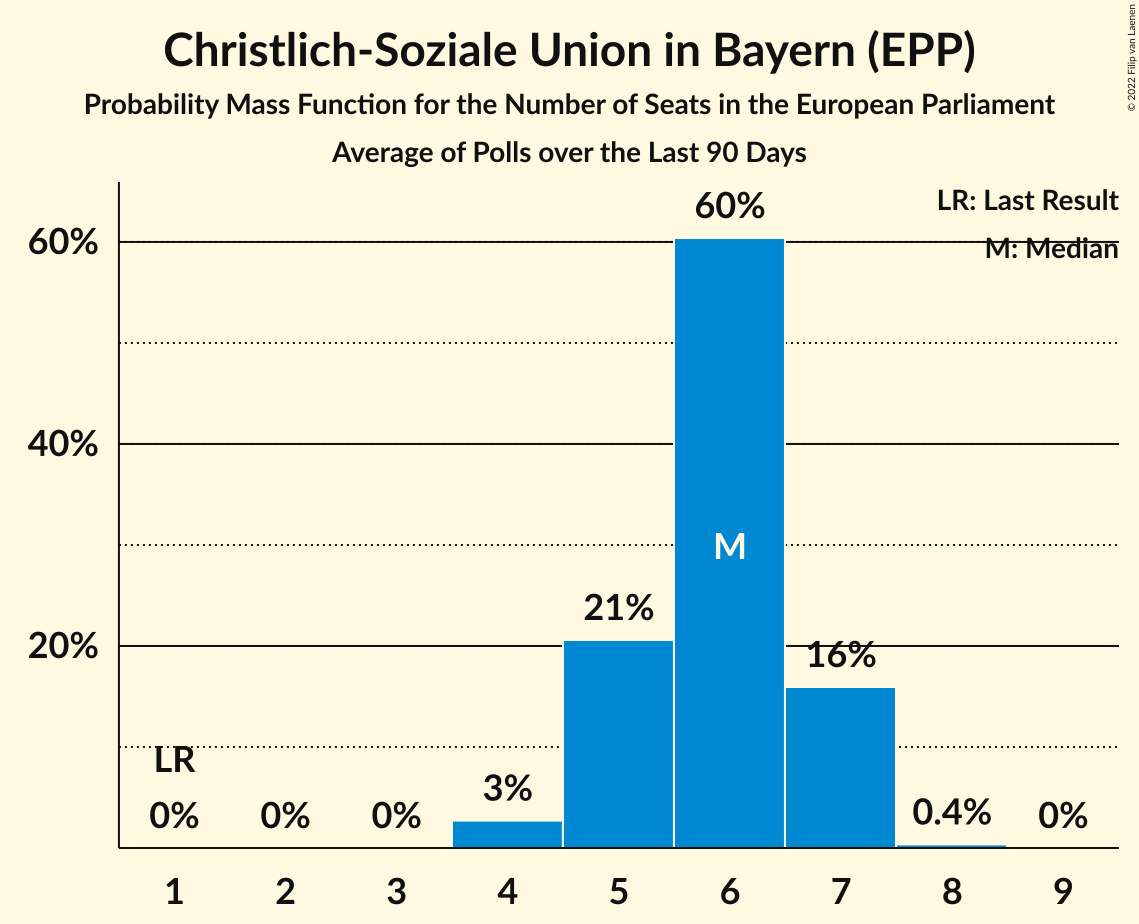 Christlich-Soziale Union in Bayern (EPP)
Probability Mass Function for the Number of Seats in the European Parliament
Average of Polls over the Last 90 Days
© 2022 Filip van Laenen
LR: Last Result
M: Median
60%
40%
20%
LR
0%
0%
0%
3%
21%
60%
M
16%
0.4%
0%
1 2 3 4 5 6 7 8 9